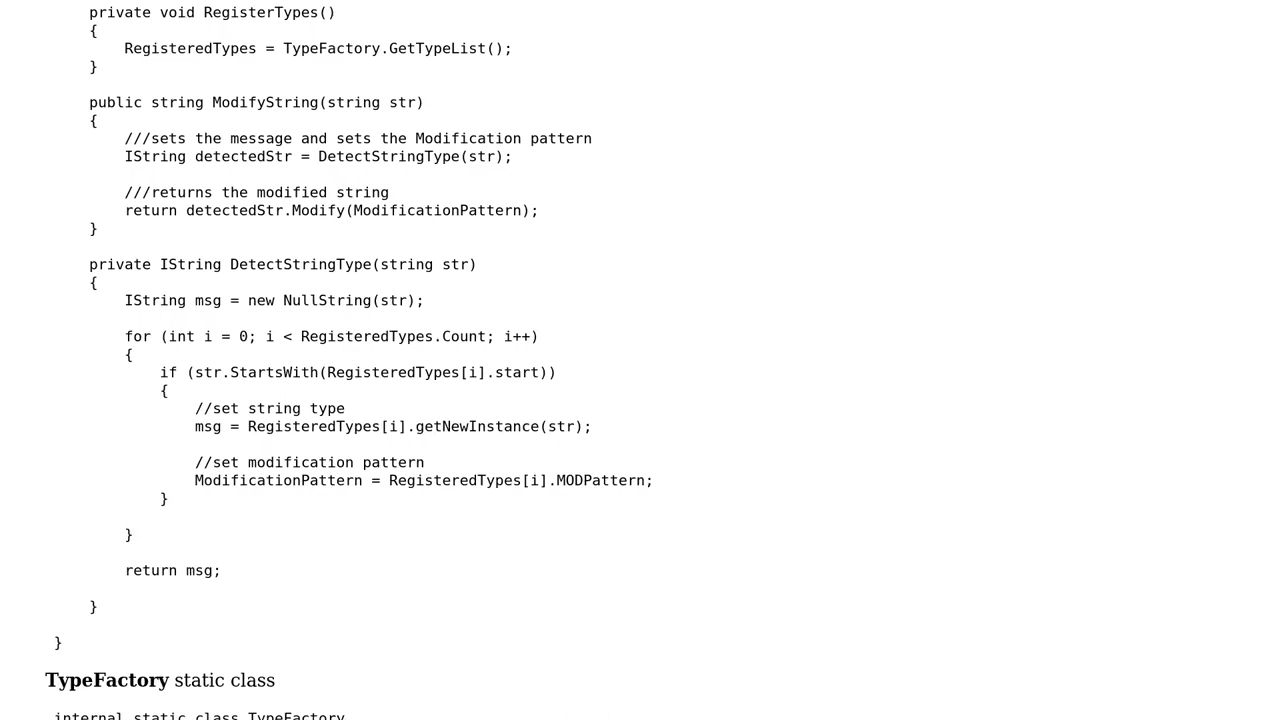 private void RegisterTypes()
{
RegisteredTypes = TypeFactory.GetTypeList();
}
public string ModifyString(string str)
{
///sets the message and sets the Modification pattern
IString detectedStr = DetectStringType(str);
///returns the modified string
return detectedStr.Modify(ModificationPattern);
}
private IString DetectStringType(string str)
{
IString msg = new NullString(str);
for (int i = 0; i < RegisteredTypes.Count; i++)
{
if (str.StartsWith(RegisteredTypes[i].start))
{
//set string type
msg = RegisteredTypes[i].getNewInstance(str);
//set modification pattern
ModificationPattern = RegisteredTypes[i].MODPattern;
}
}
return msg;
}
}
TypeFactory static class
internal static class TypeFactory